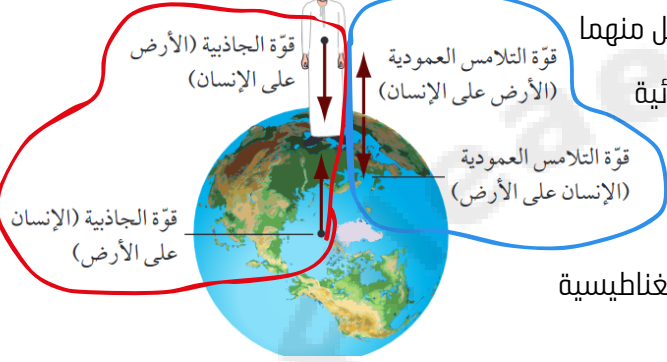 ل منهما
قوّة الجاذبية (الأرض
على الإنسان)
قوّة التلامس العمودية
(الأرض على الإنسان)
ئية
قوّة التلامس العمودية
(الإنسان على الأرض)
قوّة الجاذبية (الإنسان
على الأرض)
غناطيسية